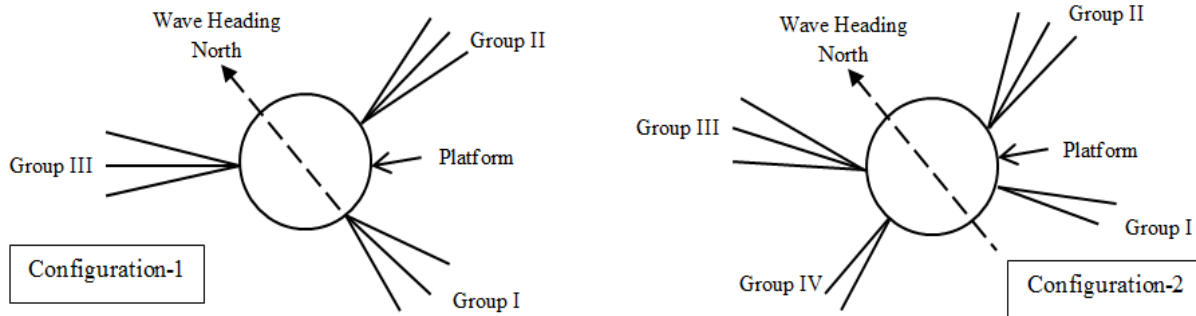 Wave Heading
North
Group II
Group III
Platform
Group I
Configuration-1
Wave Heading
North
Group II
Group III
Platform
Group I
Group IV
Configuration-2